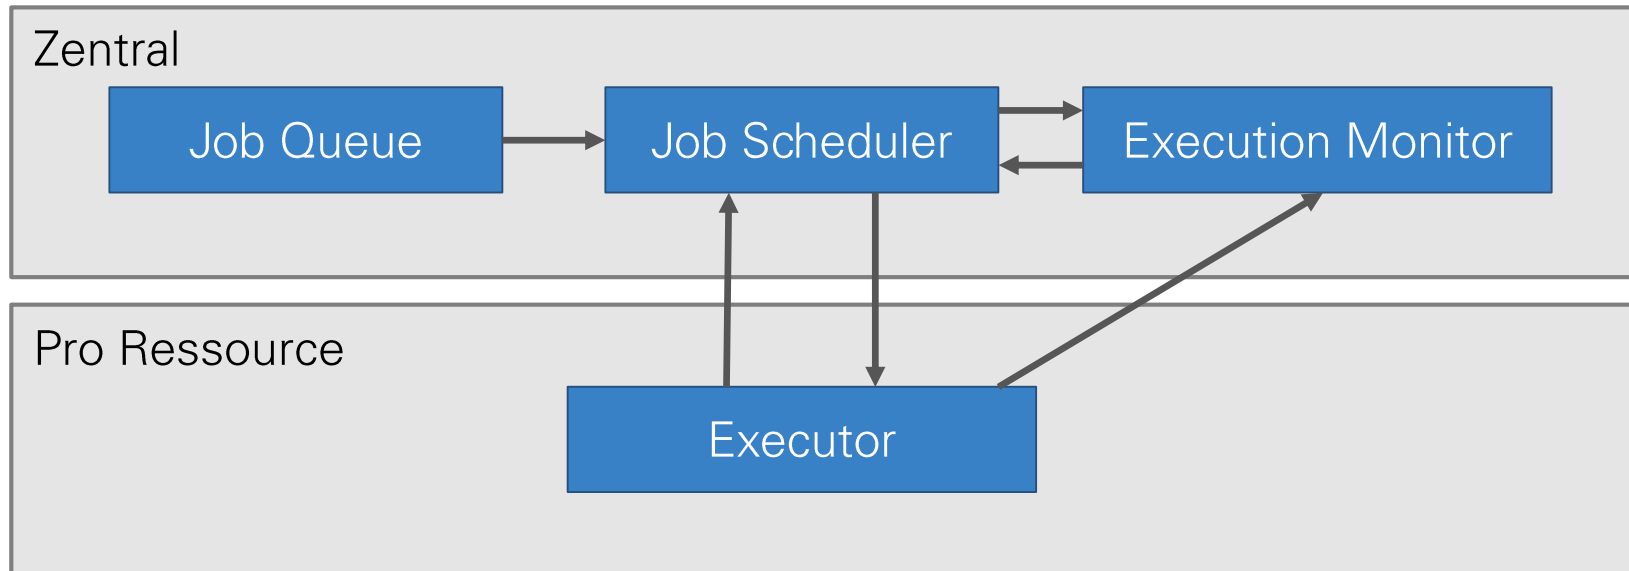 Zentral
Job Queue
Job Scheduler
Execution Monitor
Pro Ressource
Executor